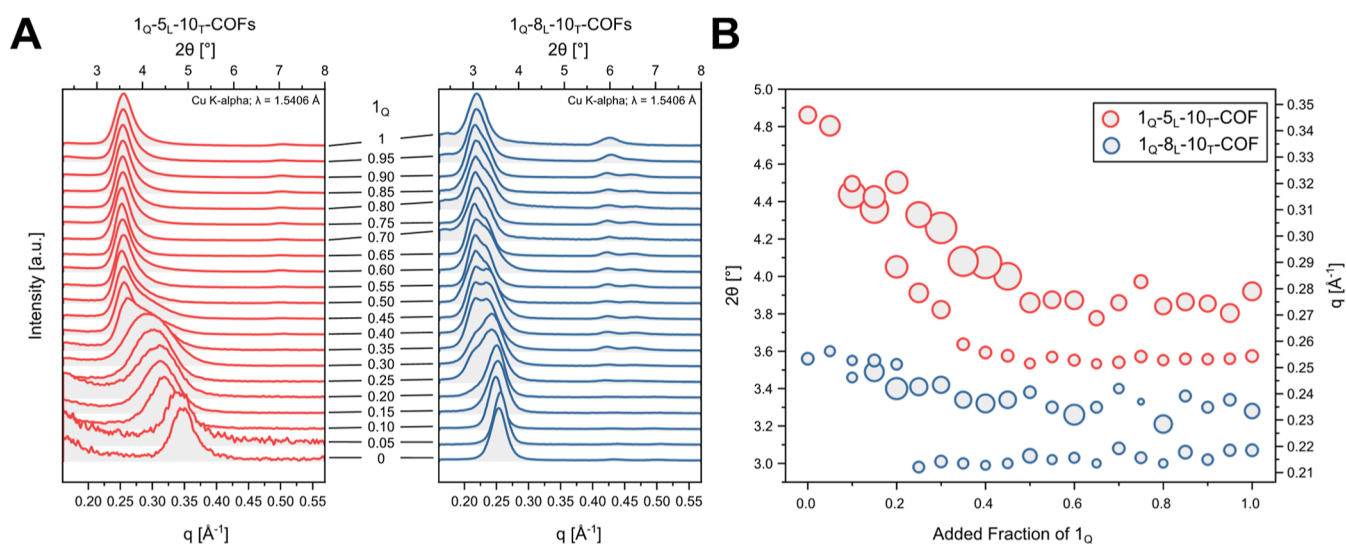 A
1Q-5L-10T-COFs
2θ [°]
3 4 5 6 7 8
Cu K-alpha; λ = 1.5406 Å
Intensity [a.u.]
0.20 0.25 0.30 0.35 0.40 0.45 0.50 0.55
q [Å-1]
1Q
1
0.95
0.90
0.85
0.80
0.75
0.70
0.65
0.60
0.55
0.50
0.45
0.40
0.35
0.30
0.25
0.20
0.15
0.10
0.05
0
1Q-8L-10T-COFs
2θ [°]
3 4 5 6 7 8
Cu K-alpha; λ = 1.5406 Å
0.20 0.25 0.30 0.35 0.40 0.45 0.50 0.55
q [Å-1]
B
2θ [°]
5.0
4.8
4.6
4.4
4.2
4.0
3.8
3.6
3.4
3.2
3.0
1Q-5L-10T-COF
1Q-8L-10T-COF
0.35
0.34
0.33
0.32
0.31
0.30
0.29
0.28
0.27
0.26
0.25
0.24
0.23
0.22
0.21
q [Å-1]
0.0 0.2 0.4 0.6 0.8 1.0
Added Fraction of 1Q